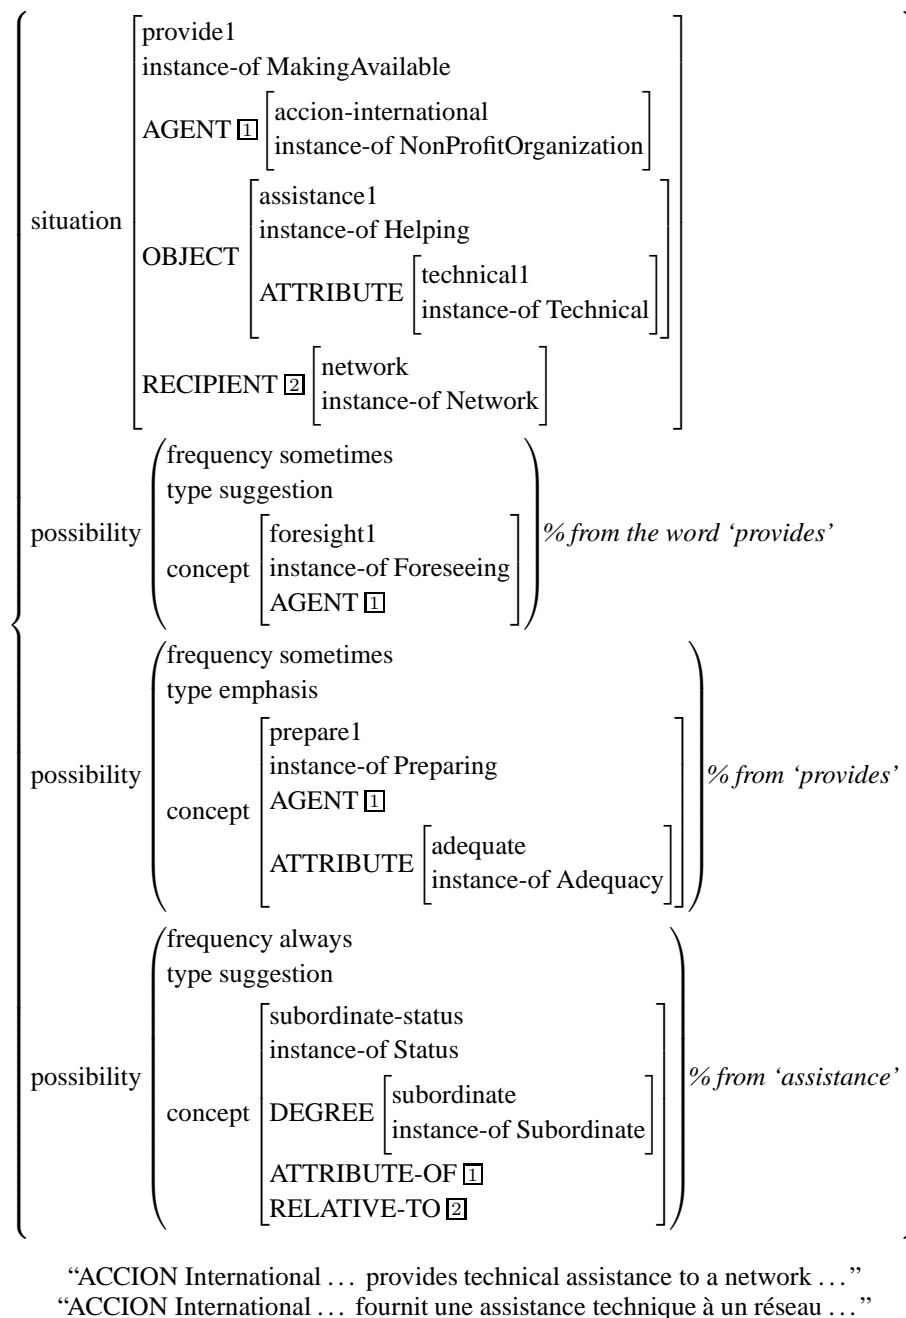 provide1
instance-of MakingAvailable
AGENT 1 accion-international
instance-of NonProfitOrganization
situation
OBJECT
assistance1
instance-of Helping
ATTRIBUTE technical1
instance-of Technical
RECIPIENT 2 network
instance-of Network
possibility
frequency sometimes
type suggestion
concept
foresight1
instance-of Foreseeing
AGENT 1
% from the word ‘provides’
possibility
frequency sometimes
type emphasis
concept
prepare1
instance-of Preparing
AGENT 1
ATTRIBUTE adequate
instance-of Adequacy
% from ‘provides’
possibility
frequency always
type suggestion
concept
subordinate-status
instance-of Status
DEGREE subordinate
instance-of Subordinate
ATTRIBUTE-OF 1
RELATIVE-TO 2
% from ‘assistance’
“ACCION International ... provides technical assistance to a network ...”
“ACCION International ... fournit une assistance technique à un réseau ...”